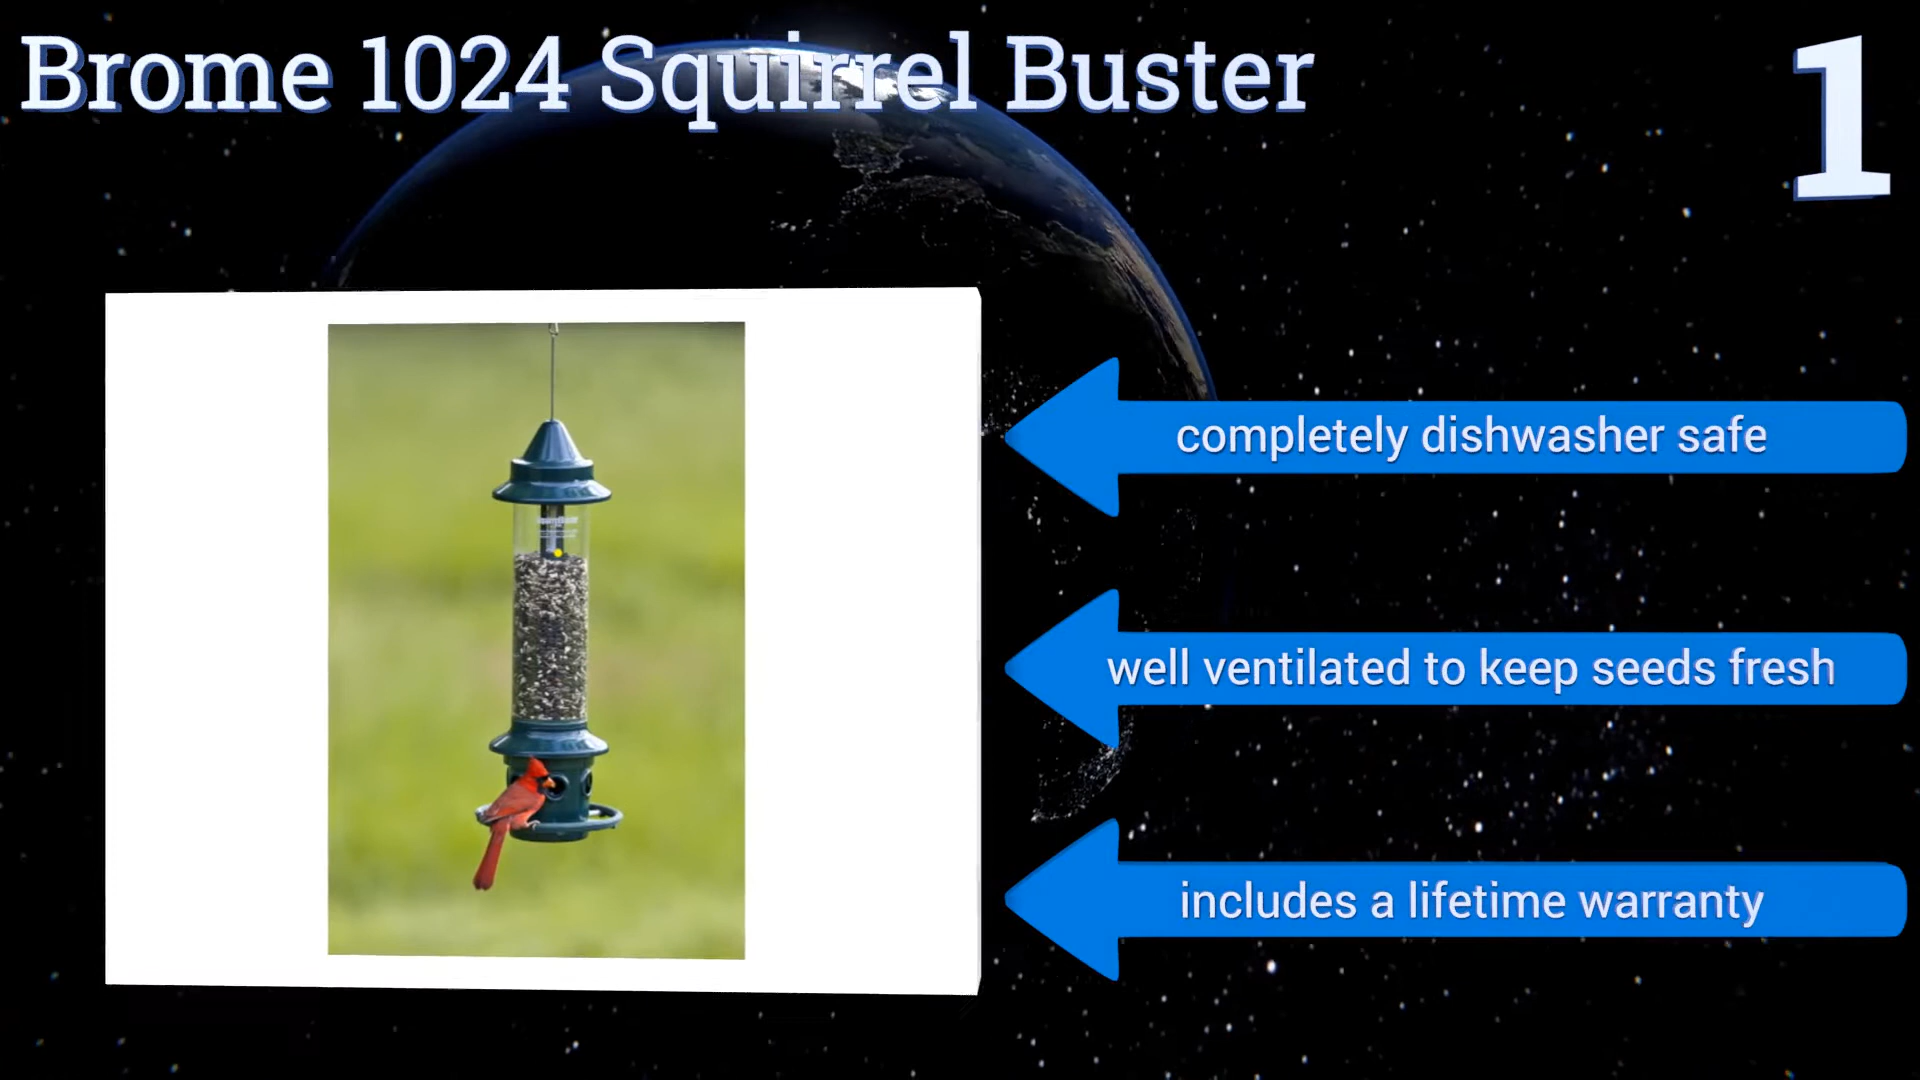 Brome 1024 Squirrel Buster
1
completely dishwasher safe
well ventilated to keep seeds fresh
includes a lifetime warranty